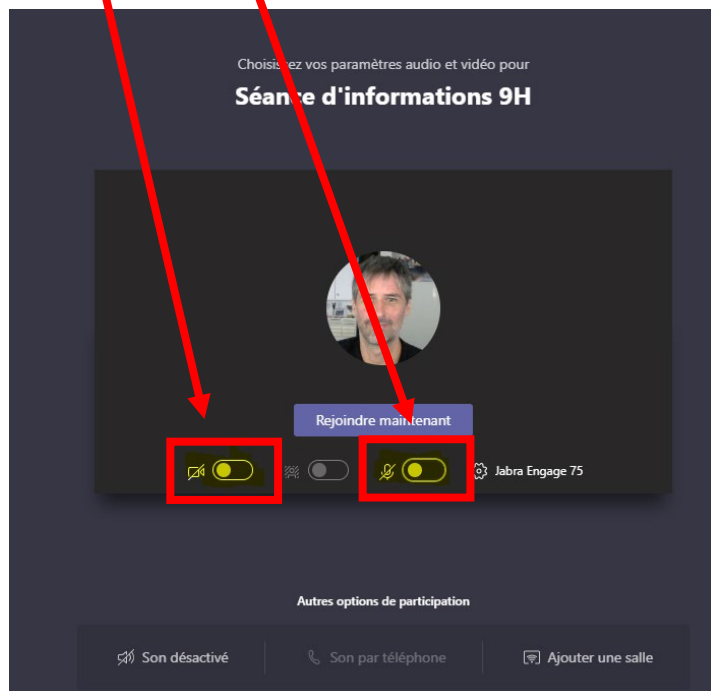 Choisissez vos paramètres audio et vidéo pour
Séance d'informations 9H
Rejoindre maintenant
Jabra Engage 75
Autres options de participation
Son désactivé
Son par téléphone
Ajouter une salle